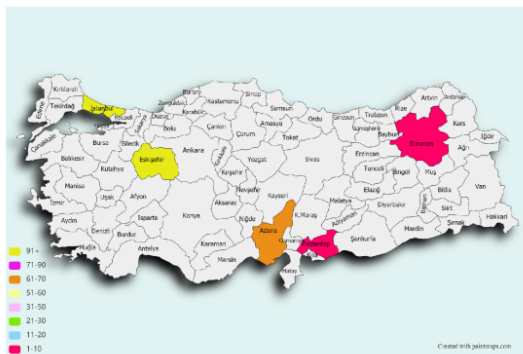 Kırklareli
Edirne
Tekirdağ
İstanbul
Kocaeli
Sakarya
Düzce
Zonguldak
Bartın
Karabük
Kastamonu
Sinop
Samsun
Ordu
Giresun
Trabzon
Rize
Artvin
Ardahan
Kars
Iğdır
Ağrı
Erzurum
Bayburt
Gümüşhane
Erzincan
Tunceli
Bingöl
Muş
Bitlis
Van
Hakkari
Şırnak
Siirt
Batman
Mardin
Diyarbakır
Elazığ
Malatya
Adıyaman
Şanlıurfa
Gaziantep
Kilis
K.Maraş
Osmaniye
Hatay
Adana
Mersin
Karaman
Niğde
Kayseri
Sivas
Tokat
Amasya
Çorum
Çankırı
Bolu
Ankara
Kırıkkale
Yozgat
Kırşehir
Nevşehir
Aksaray
Konya
Eskişehir
Bilecik
Bursa
Çanakkale
Balıkesir
Kütahya
Manisa
Uşak
Afyon
İzmir
Aydın
Denizli
Isparta
Burdur
Muğla
Antalya
91 +
71-90
61-70
51-60
31-50
21-30
11-20
1-10
Created with paintmaps.com